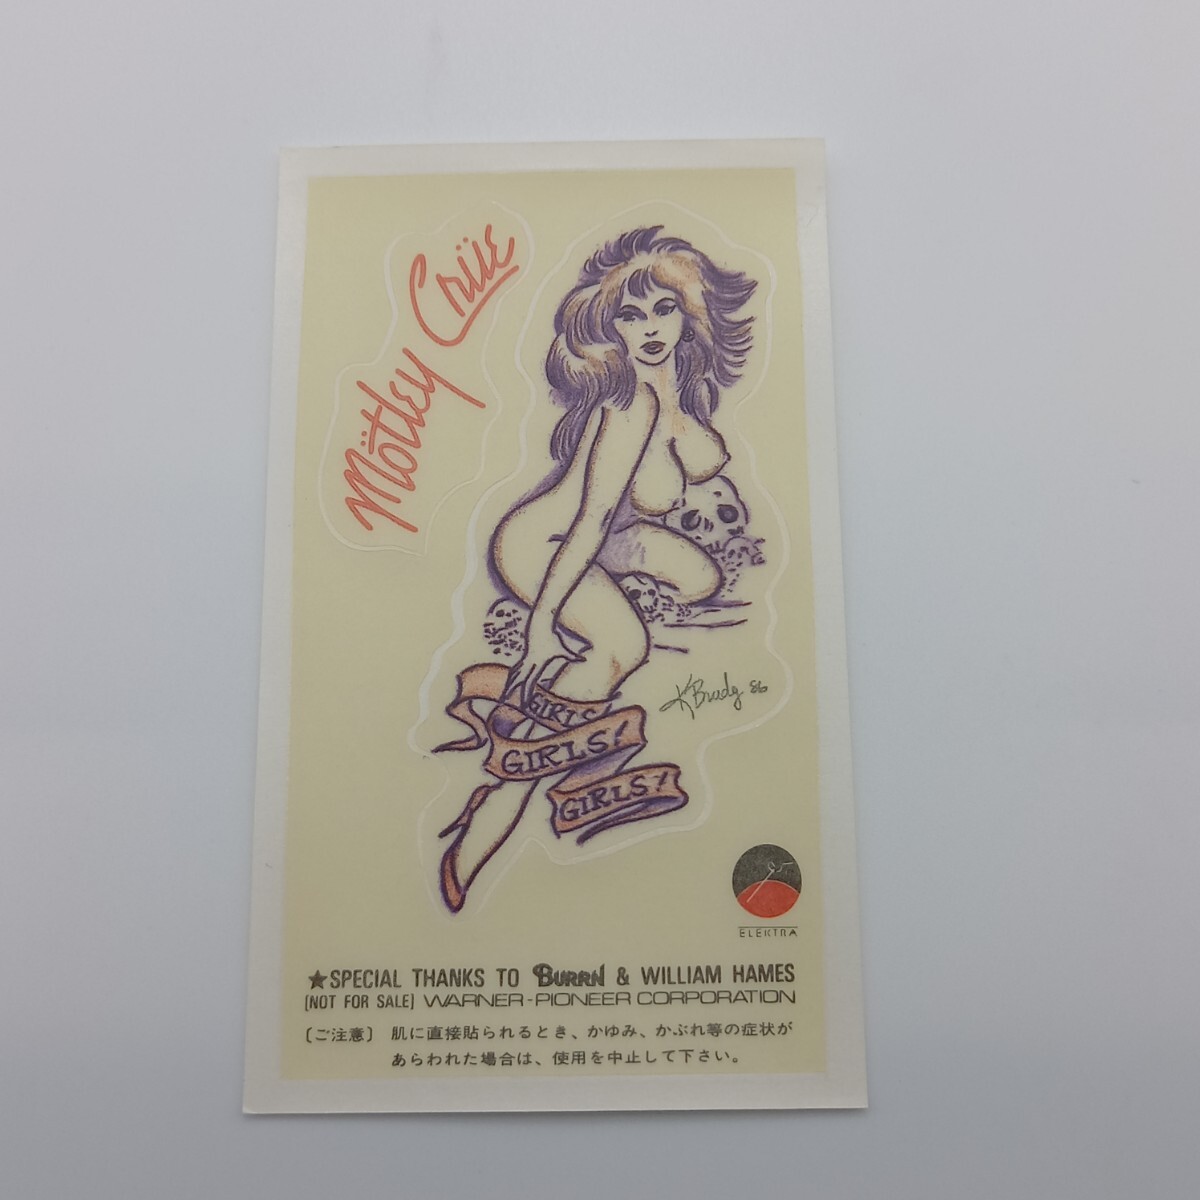 Mötley Crüe
GIRLS
GIRLS!
GIRLS!
86
ELEKTRA
★SPECIAL THANKS TO BURRN & WILLIAM HAMES
[NOT FOR SALE] WARNER-PIONEER CORPORATION
〔ご注意〕 肌に直接貼られるとき、かゆみ、かぶれ等の症状が
あらわれた場合は、使用を中止して下さい。